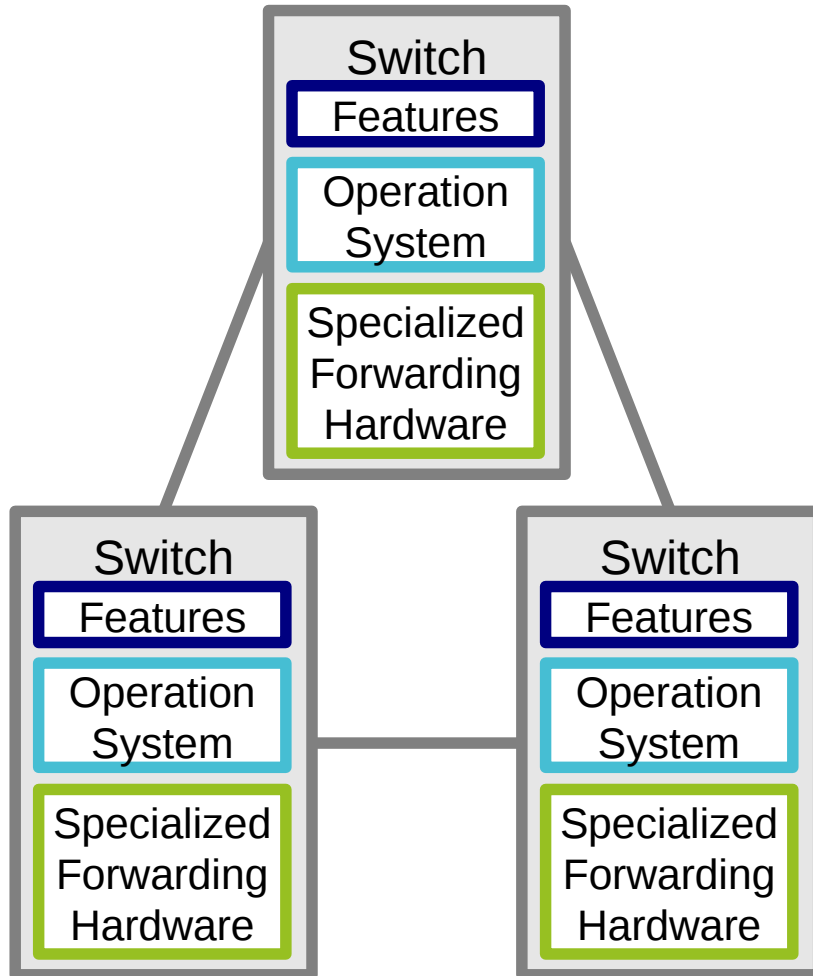 Switch
Features
Operation
System
Specialized
Forwarding
Hardware
Switch
Features
Operation
System
Specialized
Forwarding
Hardware
Switch
Features
Operation
System
Specialized
Forwarding
Hardware